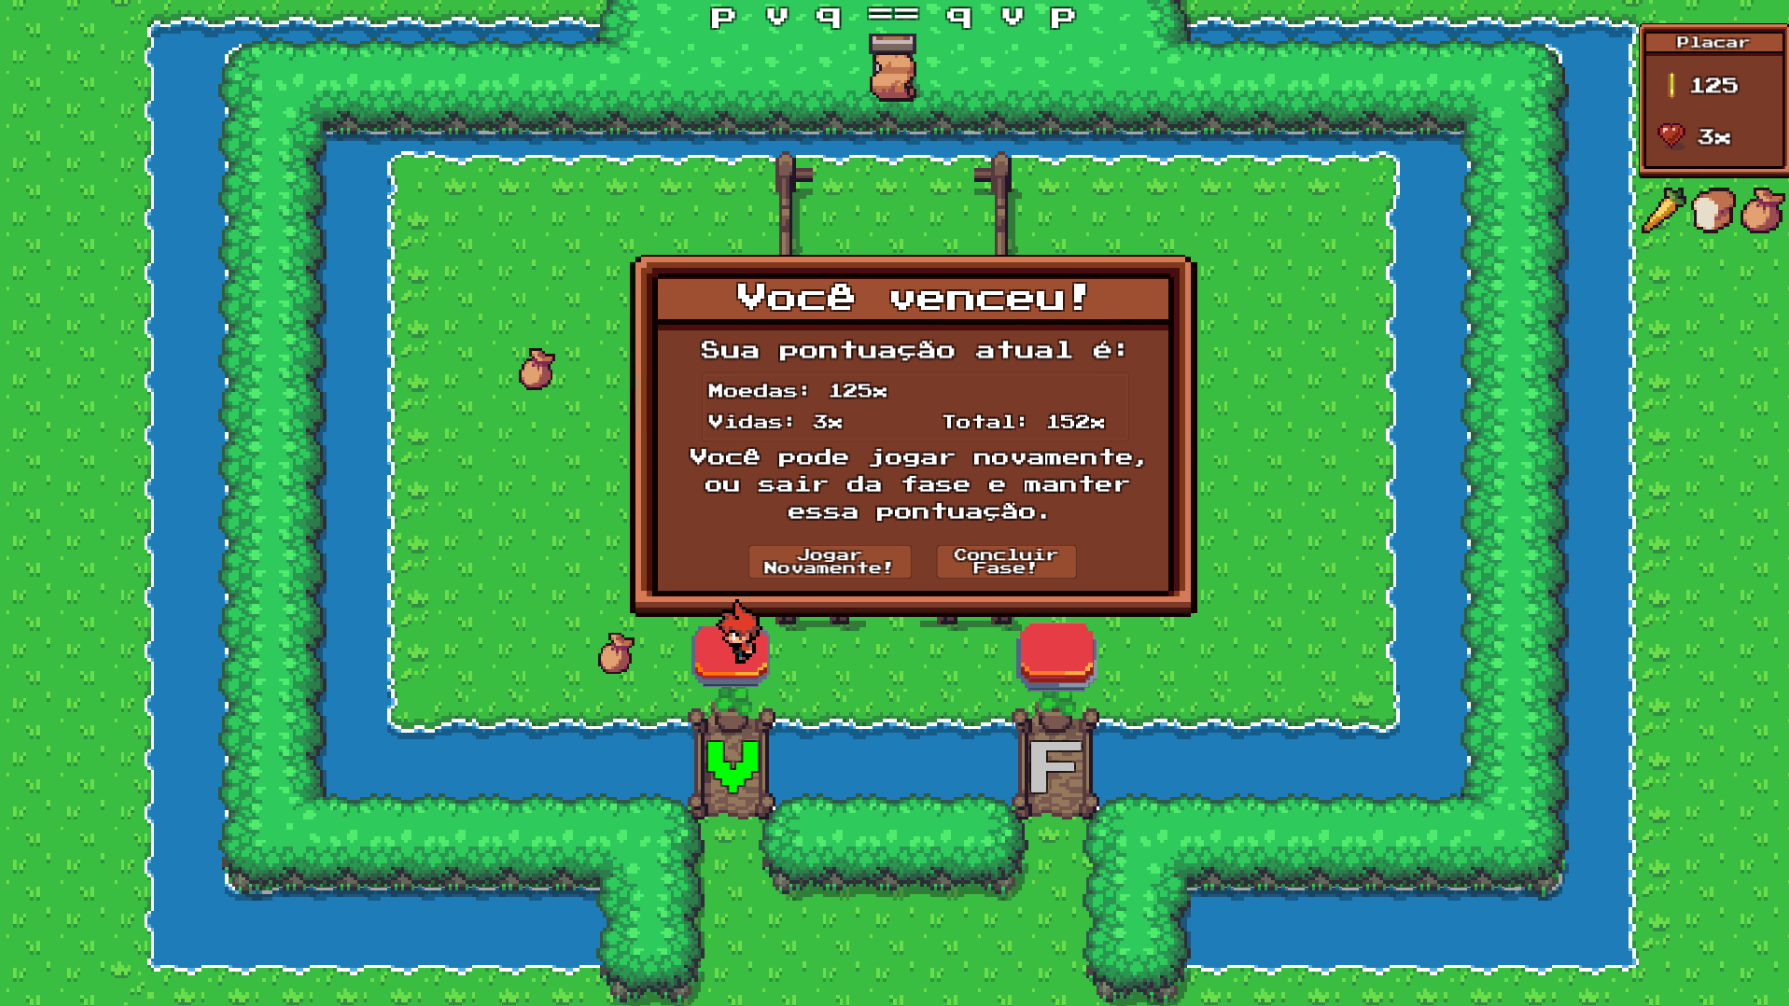 p v q == q v p
Placar
125
3x
Você venceu!
Sua pontuação atual é:
Moedas: 125x
Vidas: 3x Total: 152x
Você pode jogar novamente,
ou sair da fase e manter
essa pontuação.
Jogar
Novamente!
Concluir
Fase!
V F